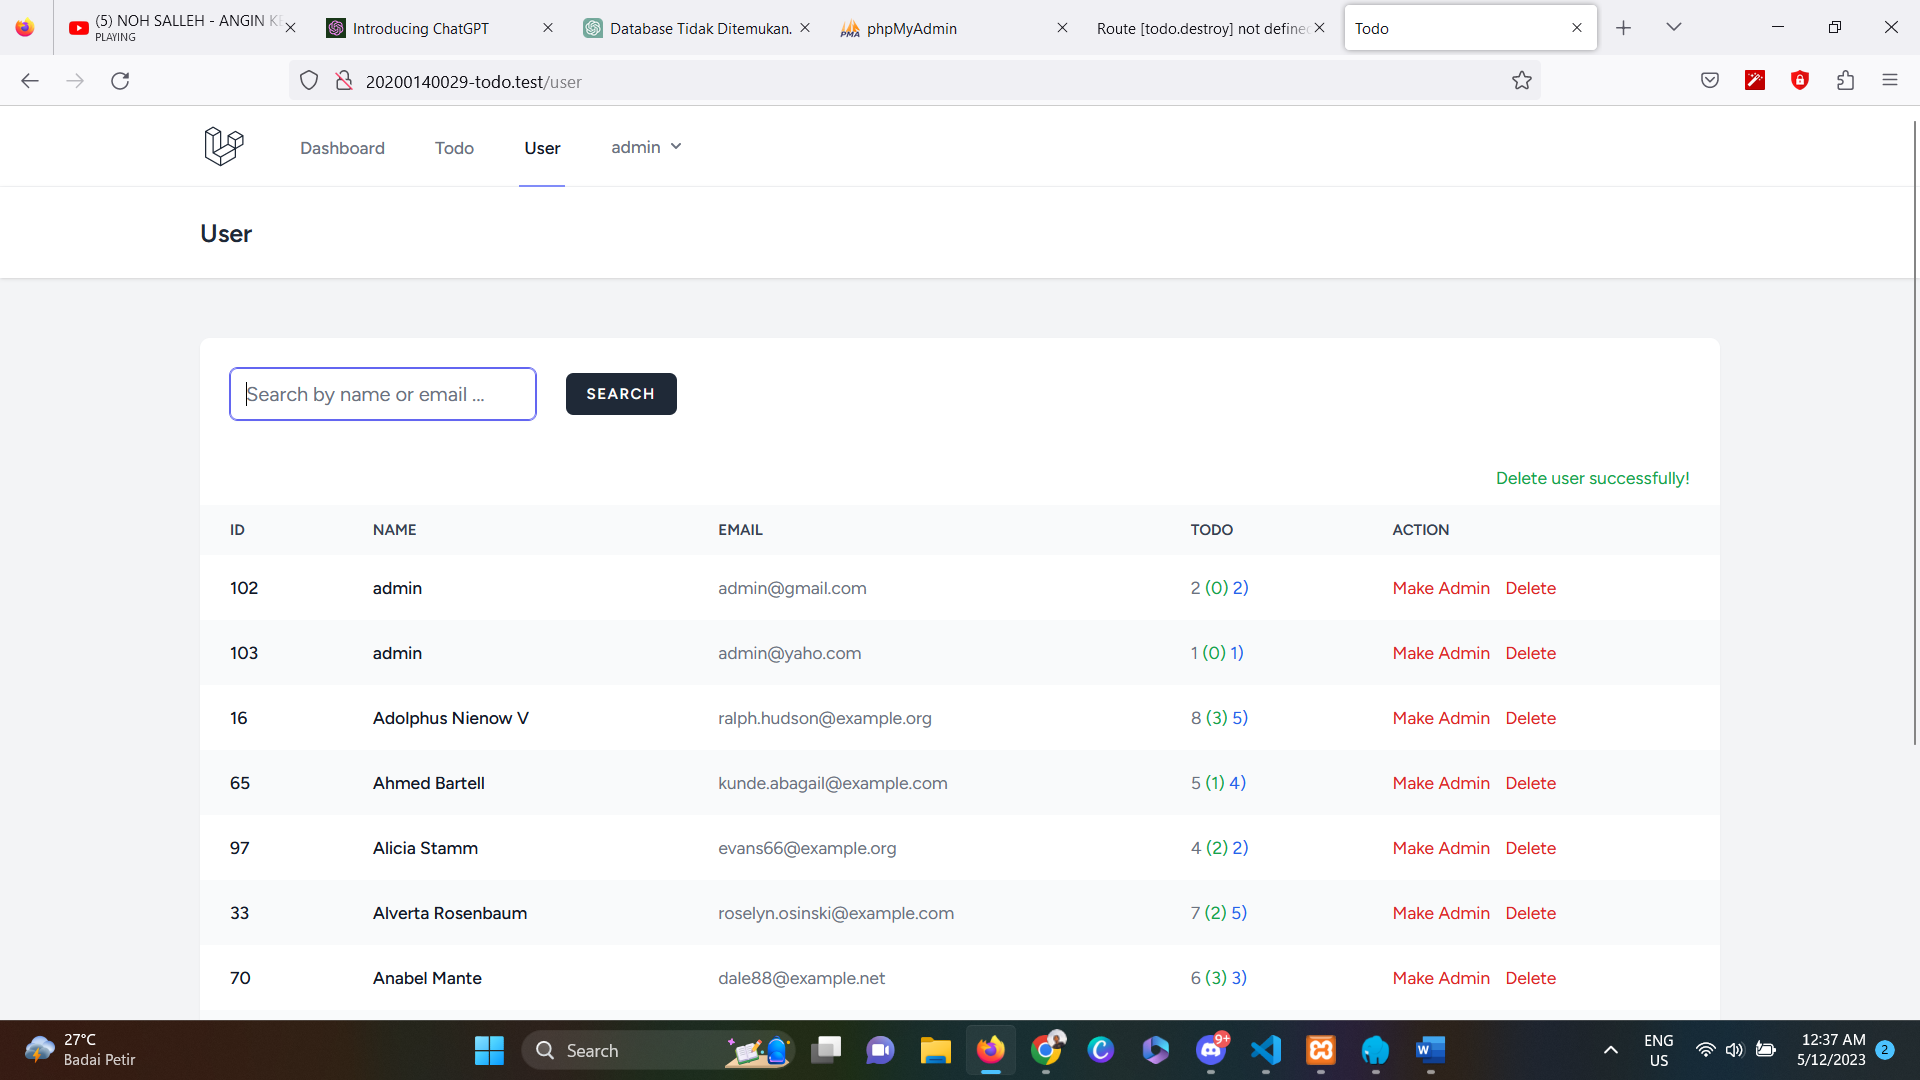 (5) NOH SALLEH - ANGIN KE
PLAYING
Introducing ChatGPT
Database Tidak Ditemukan.
PMA
phpMyAdmin
Route [todo.destroy] not defined
Todo
20200140029-todo.test/user
Dashboard
Todo
User
admin
User
Search by name or email ...
SEARCH
Delete user successfully!
ID NAME EMAIL TODO ACTION
102 admin admin@gmail.com 2 (0) 2) Make Admin Delete
103 admin admin@yaho.com 1 (0) 1) Make Admin Delete
16 Adolphus Nienow V ralph.hudson@example.org 8 (3) 5) Make Admin Delete
65 Ahmed Bartell kunde.abagail@example.com 5 (1) 4) Make Admin Delete
97 Alicia Stamm evans66@example.org 4 (2) 2) Make Admin Delete
33 Alverta Rosenbaum roselyn.osinski@example.com 7 (2) 5) Make Admin Delete
70 Anabel Mante dale88@example.net 6 (3) 3) Make Admin Delete
27°C
Badai Petir
Search
9+
ENG
US
12:37 AM
5/12/2023
2